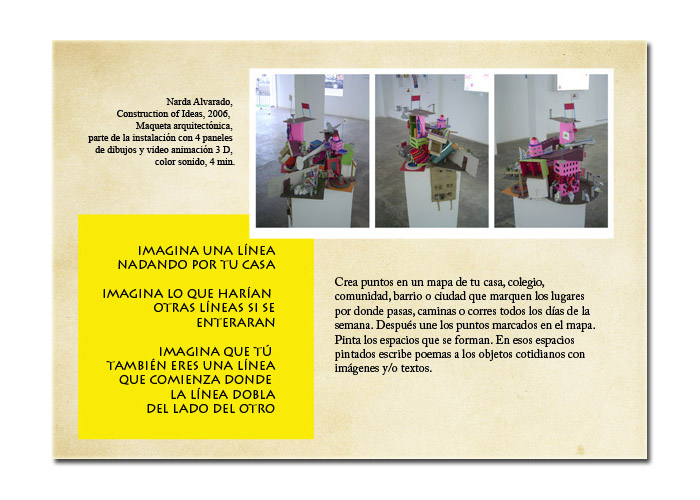 Narda Alvarado,
Construction of Ideas, 2006,
Maqueta arquitectónica,
parte de la instalación con 4 paneles
de dibujos y video animación 3 D,
color sonido, 4 min.
IMAGINA UNA LÍNEA
NADANDO POR TU CASA
IMAGINA LO QUE HARÍAN
OTRAS LÍNEAS SI SE
ENTERARAN
IMAGINA QUE TÚ
TAMBIÉN ERES UNA LÍNEA
QUE COMIENZA DONDE
LA LÍNEA DOBLA
DEL LADO DEL OTRO
Crea puntos en un mapa de tu casa, colegio,
comunidad, barrio o ciudad que marquen los lugares
por donde pasas, caminas o corres todos los días de la
semana. Después une los puntos marcados en el mapa.
Pinta los espacios que se forman. En esos espacios
pintados escribe poemas a los objetos cotidianos con
imágenes y/o textos.